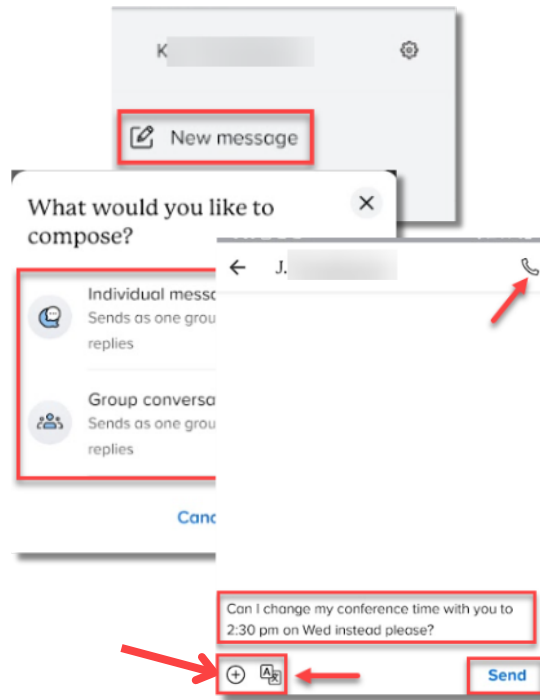 K
New message
What would you like to
compose?
J.
Individual messa
Sends as one grou
replies
Group conversa
Sends as one grou
replies
Canc
Can I change my conference time with you to
2:30 pm on Wed instead please?
Send